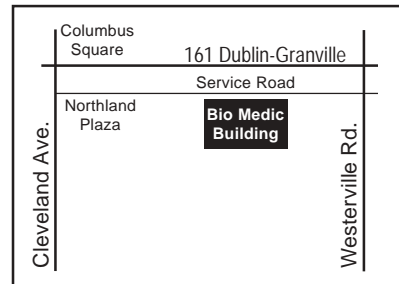 Columbus
Square
161 Dublin-Granville
Service Road
Northland
Plaza
Bio Medic
Building
Cleveland Ave.
Westerville Rd.